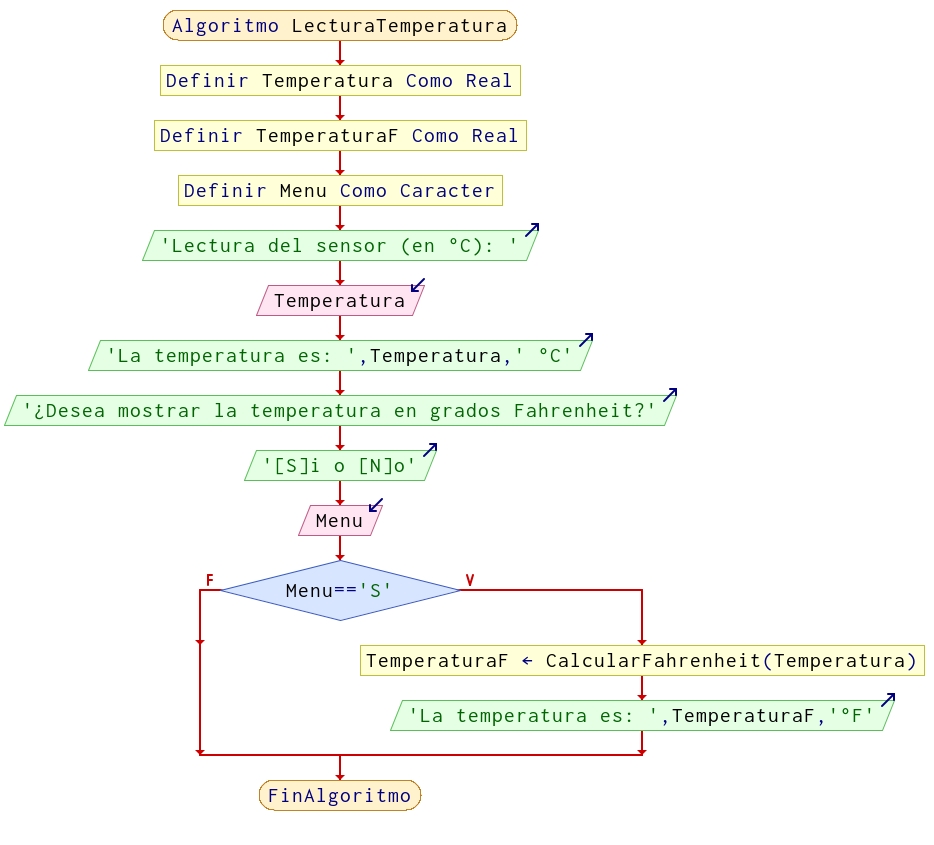 Algoritmo LecturaTemperatura
Definir Temperatura Como Real
Definir TemperaturaF Como Real
Definir Menu Como Caracter
'Lectura del sensor (en °C): '
Temperatura
'La temperatura es: ',Temperatura,' °C'
'¿Desea mostrar la temperatura en grados Fahrenheit?'
'[S]i o [N]o'
Menu
F
V
Menu=='S'
TemperaturaF ← CalcularFahrenheit(Temperatura)
'La temperatura es: ',TemperaturaF,'°F'
FinAlgoritmo